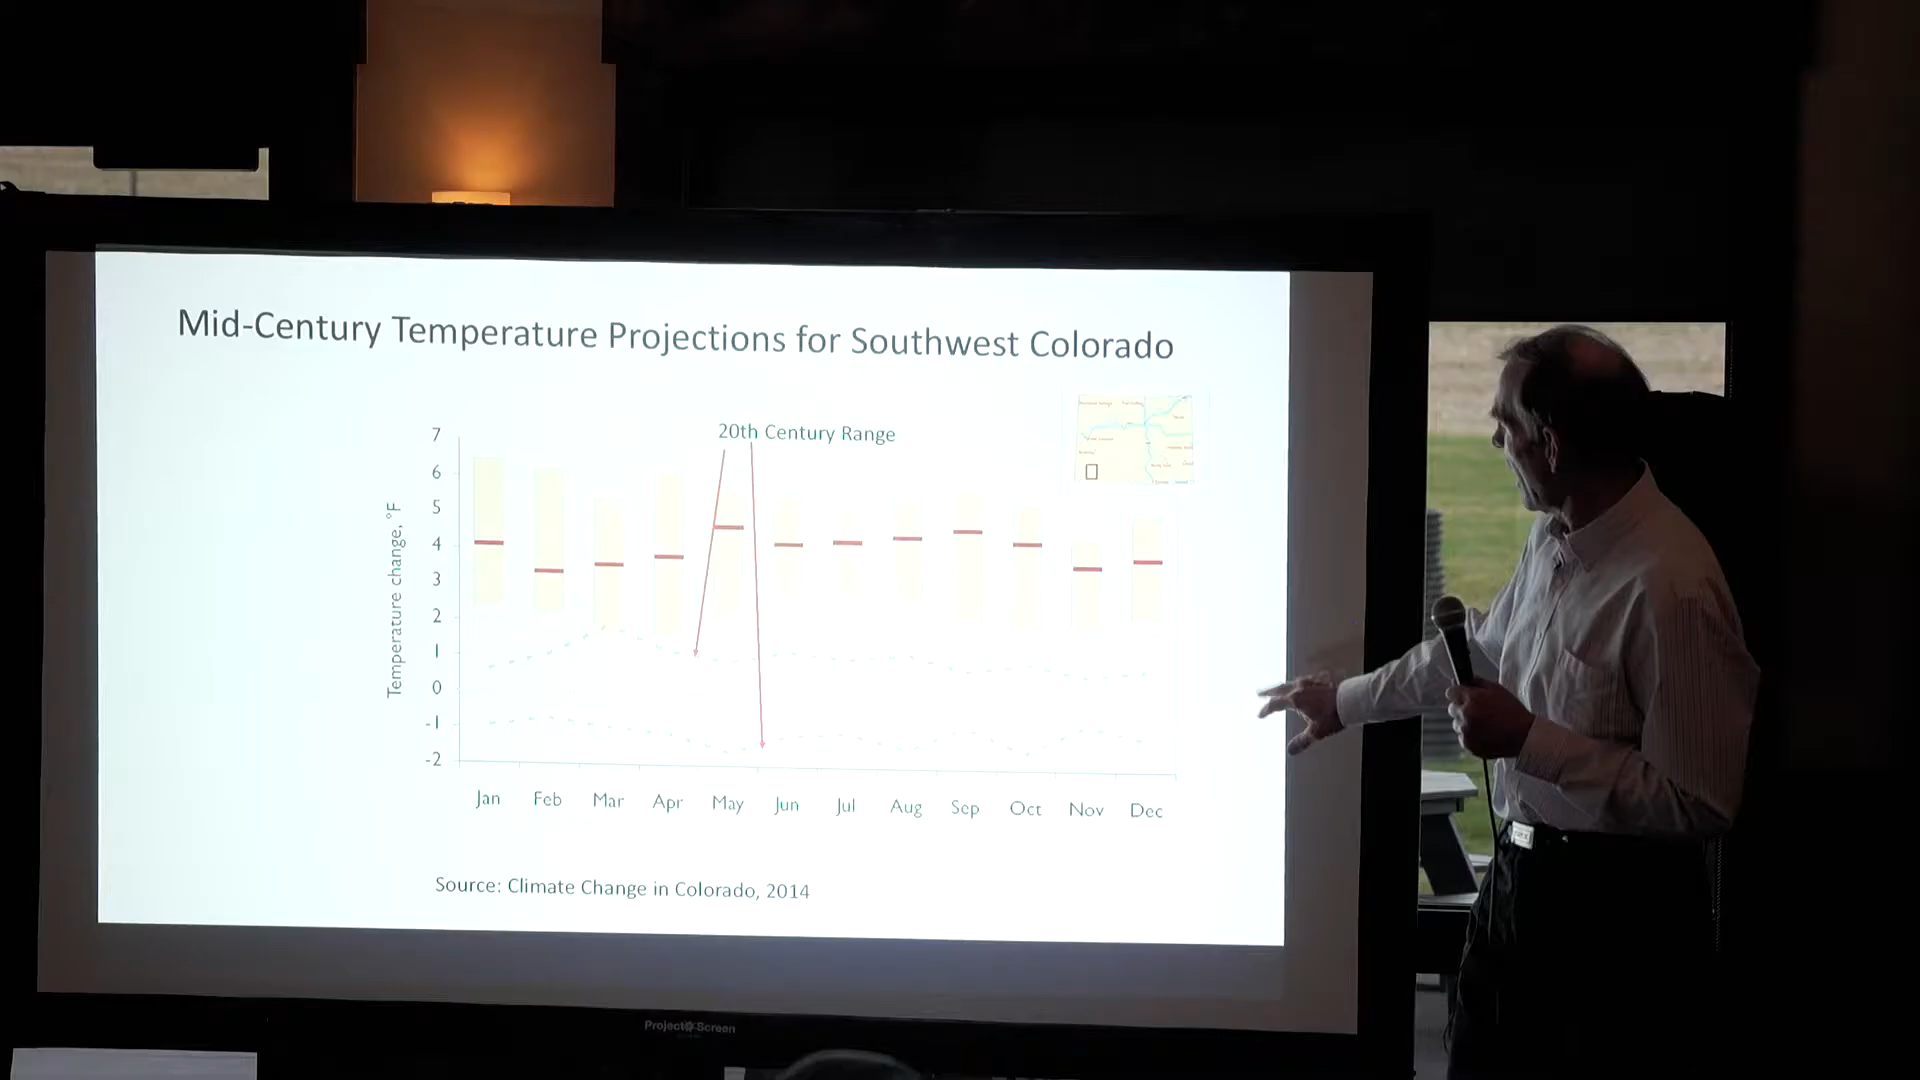 Mid-Century Temperature Projections for Southwest Colorado
20th Century Range
Temperature change, °F
7
6
5
4
3
2
1
0
-1
-2
Jan Feb Mar Apr May Jun Jul Aug Sep Oct Nov Dec
Source: Climate Change in Colorado, 2014
Project Screen